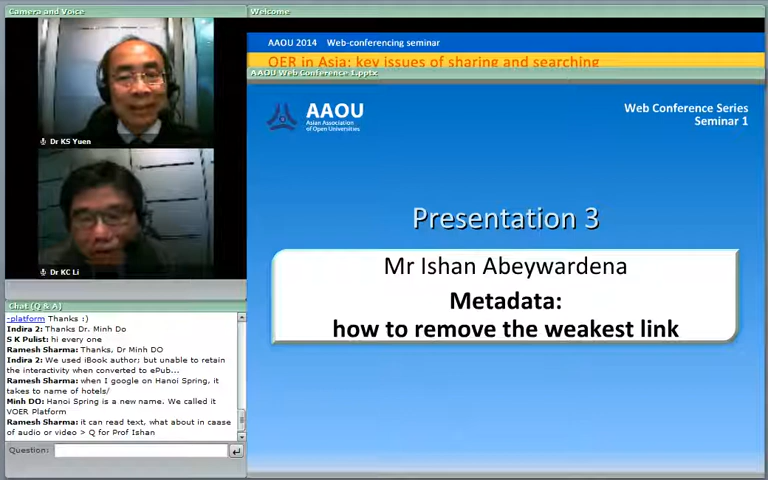 Camera and Voice
Dr KS Yuen
Dr KC Li
Chat (Q & A)
-platform Thanks :)
Indira 2: Thanks Dr. Minh Do
S K Pulist: hi every one
Ramesh Sharma: Thanks, Dr Minh DO
Indira 2: We used iBook author; but unable to retain
the interactivity when converted to ePub...
Ramesh Sharma: when I google on Hanoi Spring, it
takes to name of hotels/
Minh DO: Hanoi Spring is a new name. We called it
VOER Platform
Ramesh Sharma: it can read text, what about in caase
of audio or video > Q for Prof Ishan
Question:
Welcome
AAOU 2014 Web-conferencing seminar
OER in Asia: key issues of sharing and searching
AAOU Web Conference 1.pptx
AAOU
Asian Association
of Open Universities
Web Conference Series
Seminar 1
Presentation 3
Mr Ishan Abeywardena
Metadata:
how to remove the weakest link